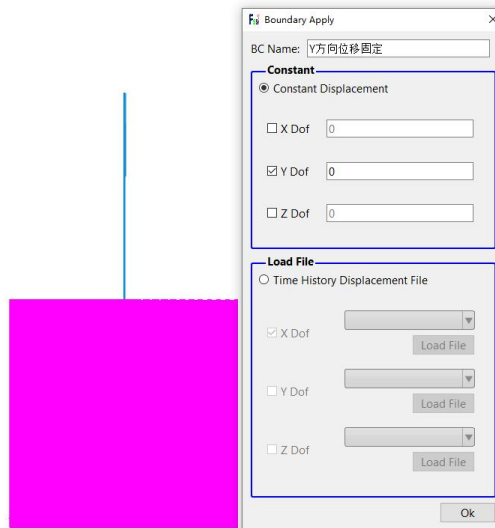 Boundary Apply
BC Name: Y方向位移固定
Constant
Constant Displacement
X Dof 0
Y Dof 0
Z Dof 0
Load File
Time History Displacement File
X Dof
Load File
Y Dof
Load File
Z Dof
Load File
Ok